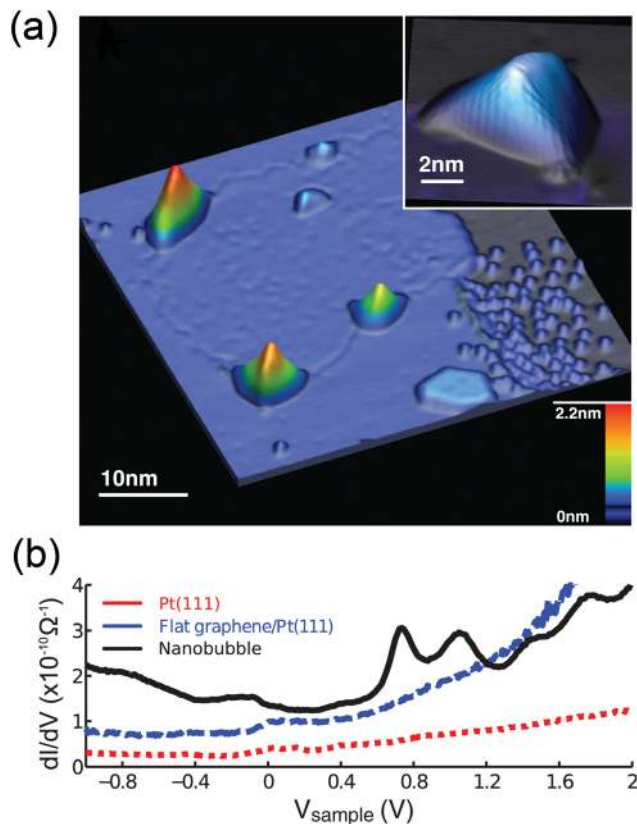 (a)
2nm
10nm
2.2nm
0nm
(b)
dI/dV (x10⁻¹⁰Ω⁻¹)
4
3
2
1
0
Pt(111)
Flat graphene/Pt(111)
Nanobubble
−0.8
−0.4
0
0.4
0.8
1.2
1.6
2
Vsample (V)